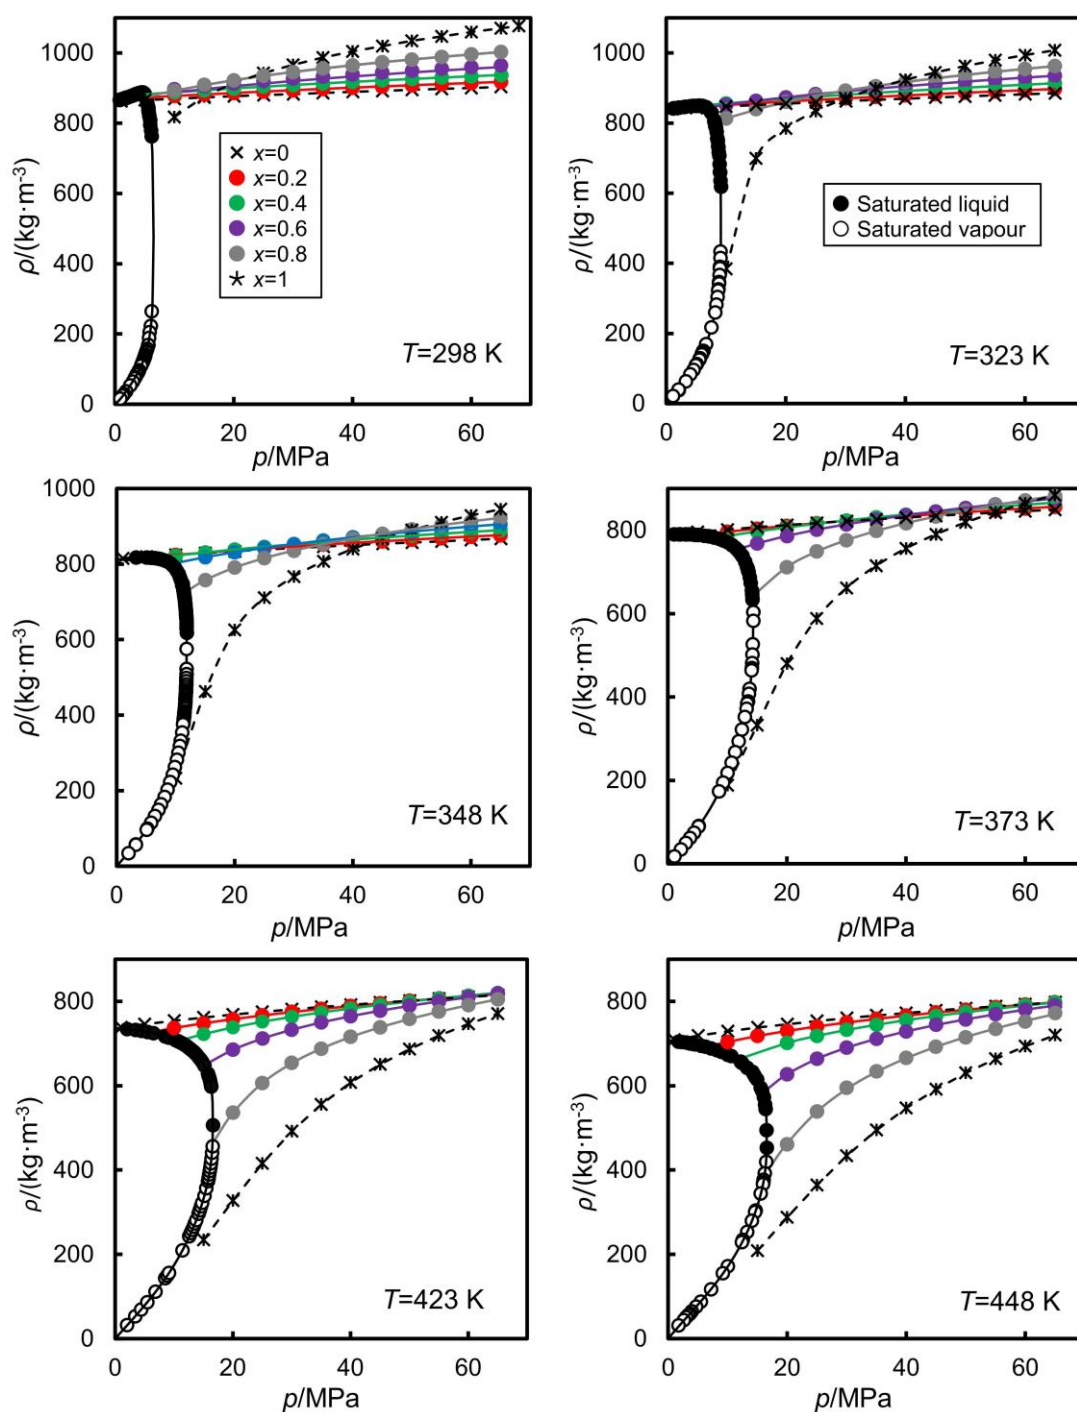 1000
800
600
400
200
0
ρ/(kg·m⁻³)
x=0
x=0.2
x=0.4
x=0.6
x=0.8
x=1
T=298 K
0 20 40 60
p/MPa
1000
800
600
400
200
0
ρ/(kg·m⁻³)
Saturated liquid
Saturated vapour
T=323 K
0 20 40 60
p/MPa
1000
800
600
400
200
0
ρ/(kg·m⁻³)
T=348 K
0 20 40 60
p/MPa
800
600
400
200
0
ρ/(kg·m⁻³)
T=373 K
0 20 40 60
p/MPa
800
600
400
200
0
ρ/(kg·m⁻³)
T=423 K
0 20 40 60
p/MPa
800
600
400
200
0
ρ/(kg·m⁻³)
T=448 K
0 20 40 60
p/MPa